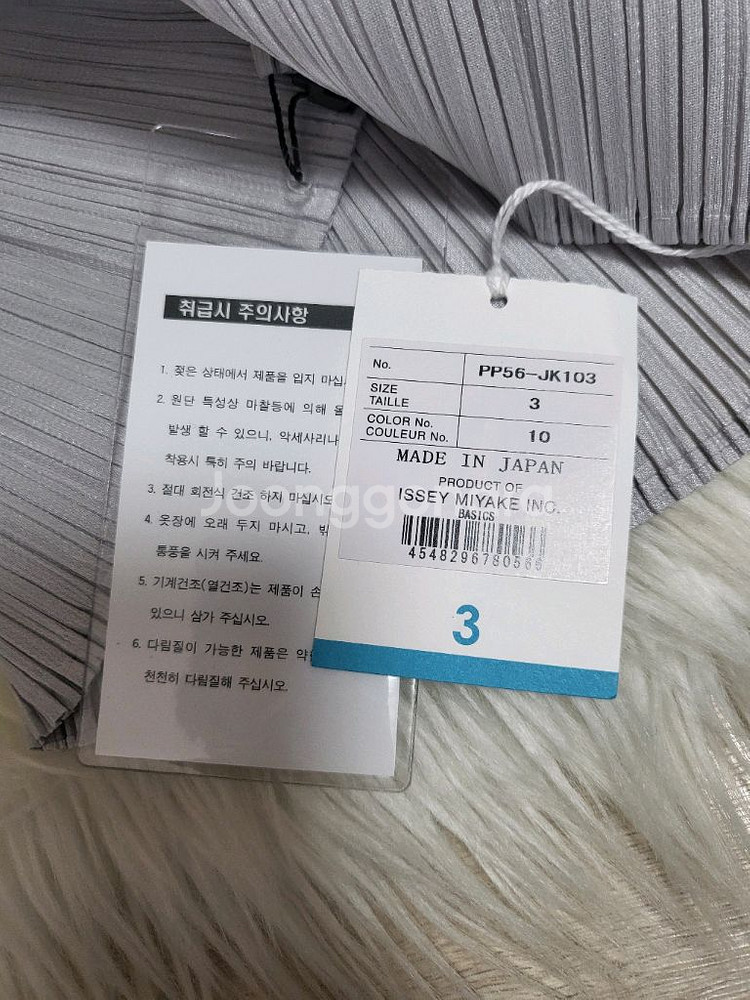 취급시 주의사항
1. 젖은 상태에서 제품을 입지 마십
2. 원단 특성상 마찰등에 의해 올
발생 할 수 있으니, 악세사리나
착용시 특히 주의 바랍니다.
3. 절대 회전식 건조 하지 마십시오
4. 옷장에 오래 두지 마시고,
통풍을 시켜 주세요.
5. 기계건조(열건조)는 제품이 손
있으니 삼가 주십시오.
6. 다림질이 가능한 제품은 약
천천히 다림질해 주십시오.
No. PP56-JK103
SIZE
TAILLE 3
COLOR No.
COULEUR No. 10
MADE IN JAPAN
PRODUCT OF
ISSEY MIYAKE INC.
BASICS
3